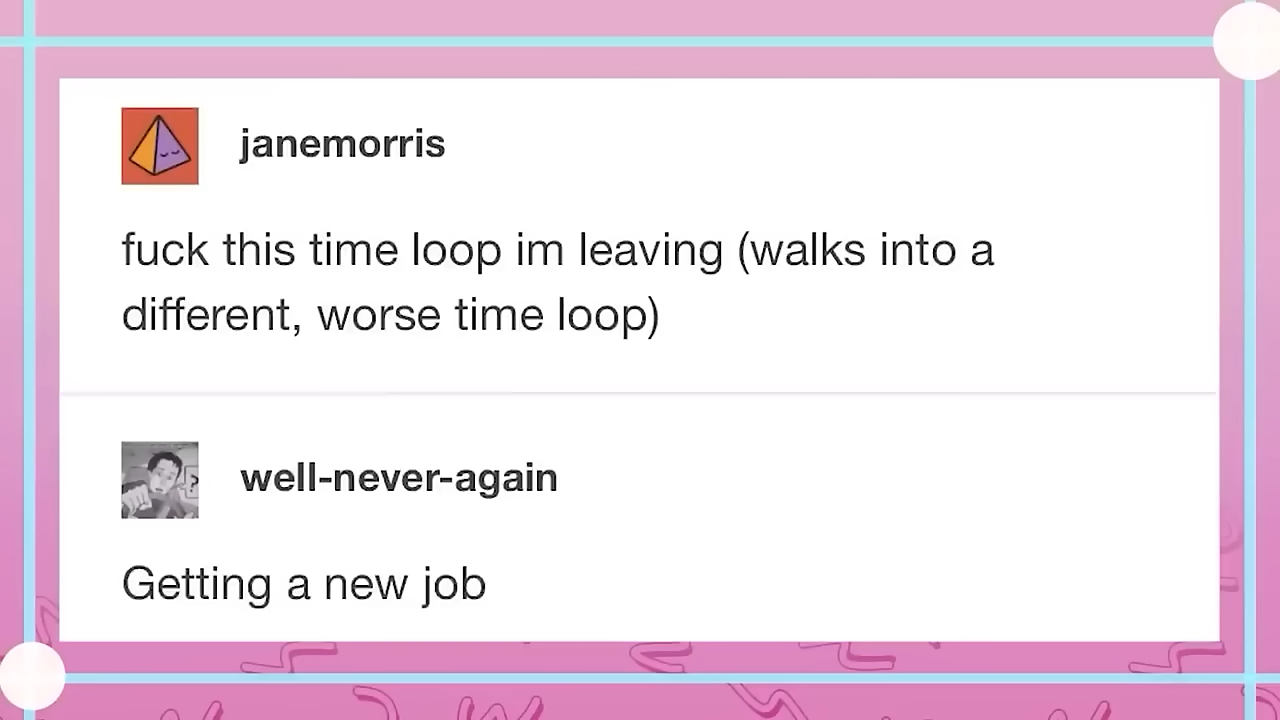 janemorris
fuck this time loop im leaving (walks into a
different, worse time loop)
well-never-again
?
Getting a new job